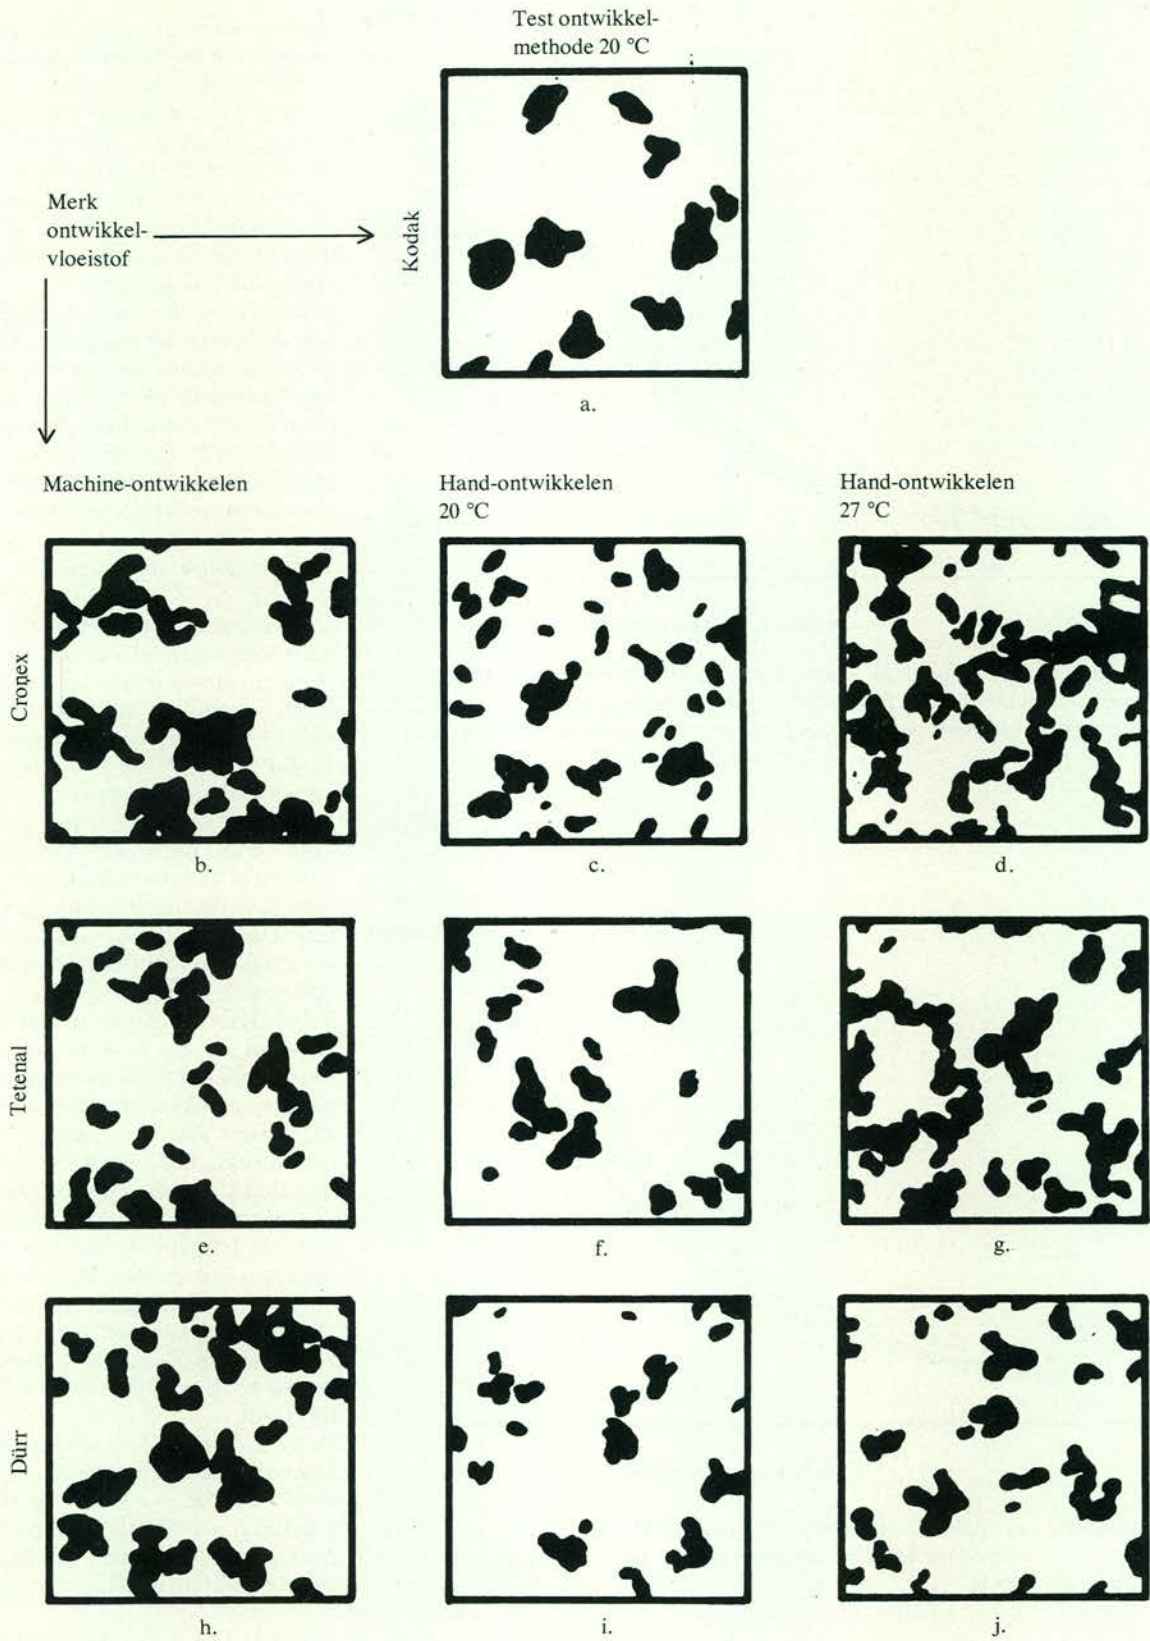 Test ontwikkel-
methode 20 °C
Merk
ontwikkel-
vloeistof
Kodak
a.
Machine-ontwikkelen
Hand-ontwikkelen
20 °C
Hand-ontwikkelen
27 °C
Cronex
b.
c.
d.
Tetenal
e.
f.
g.
Dürr
h.
i.
j.